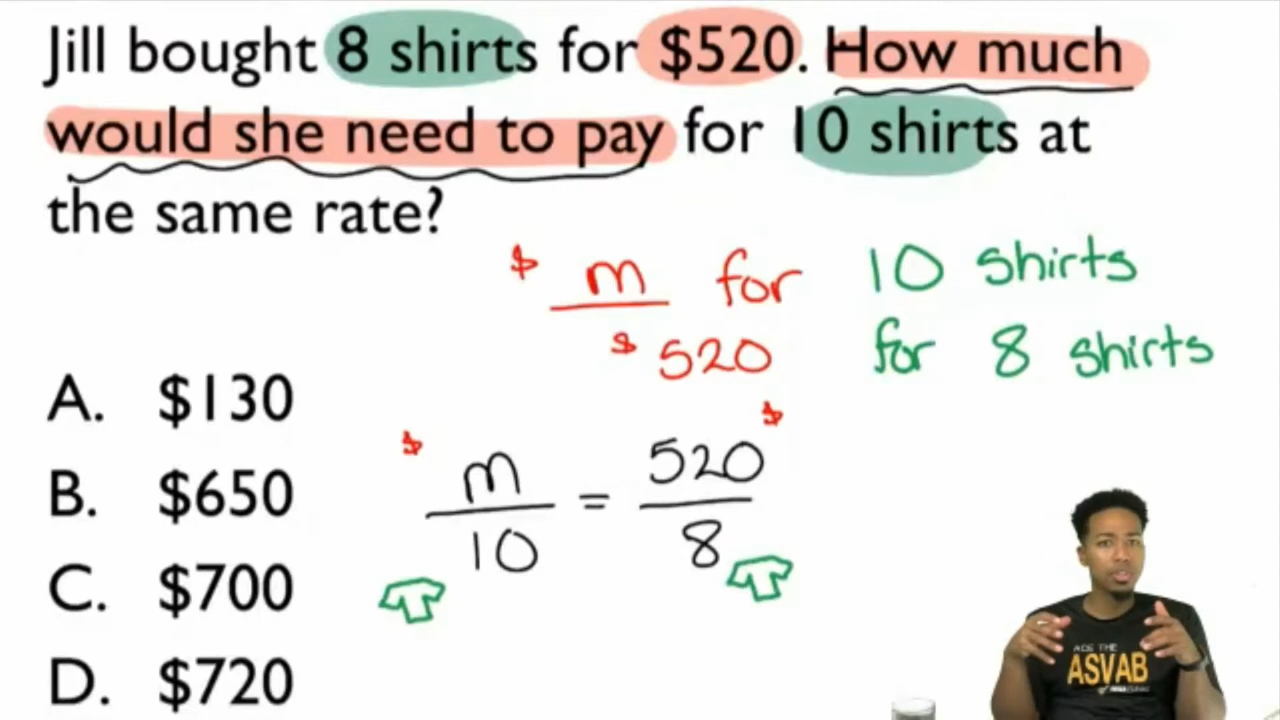 Jill bought 8 shirts for $520. How much
would she need to pay for 10 shirts at
the same rate?
$ m for 10 shirts
$ 520 for 8 shirts
A. $130
B. $650
C. $700
D. $720
$ $
m = 520
10 8
ACE THE
ASVAB